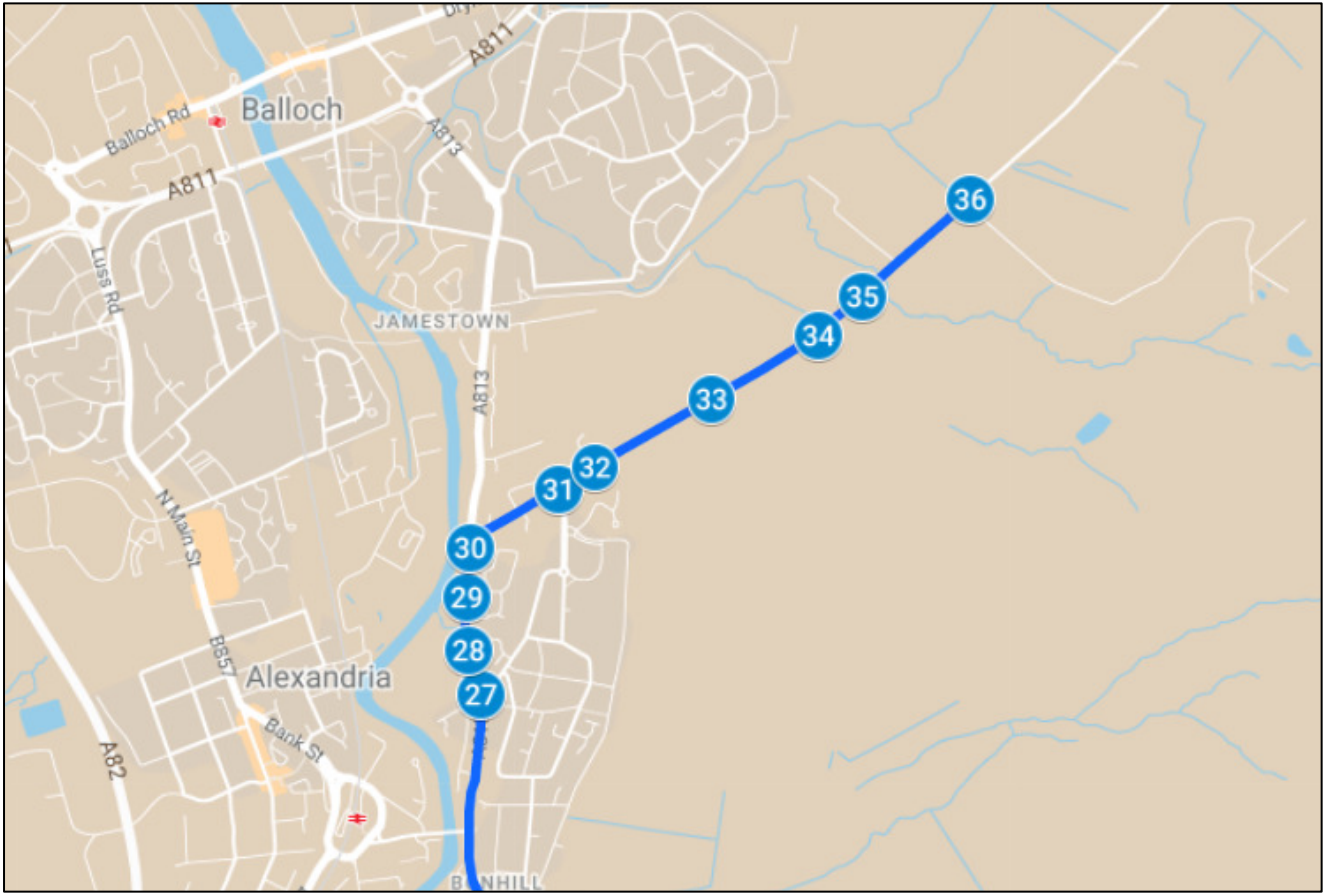 A811
Balloch
Balloch Rd
A813
A811
36
Luss Rd
35
JAMESTOWN
34
A813
33
32
31
N Main St
30
29
B857
28
Alexandria
27
Bank St
A82
BONHILL